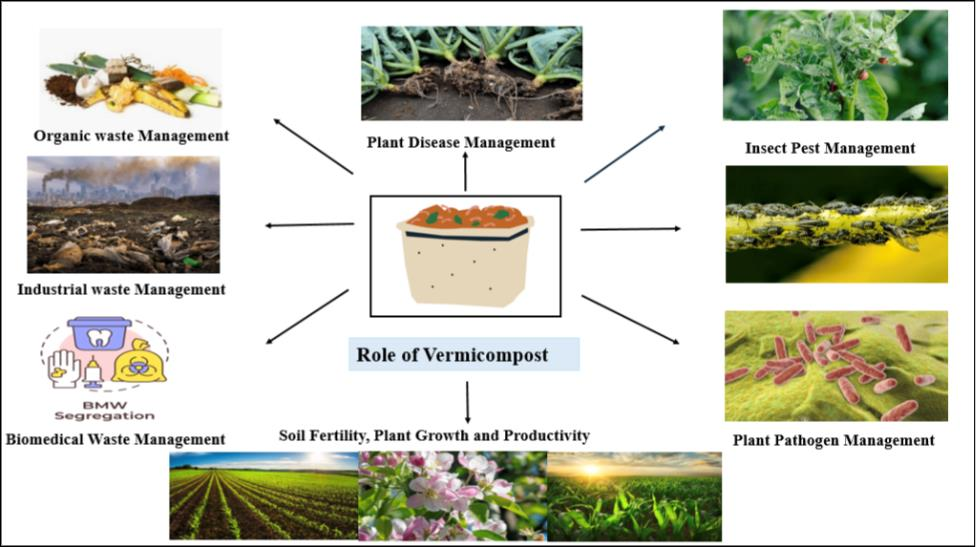 Organic waste Management
Plant Disease Management
Insect Pest Management
Industrial waste Management
Role of Vermicompost
BMW
Segregation
Biomedical Waste Management
Soil Fertility, Plant Growth and Productivity
Plant Pathogen Management